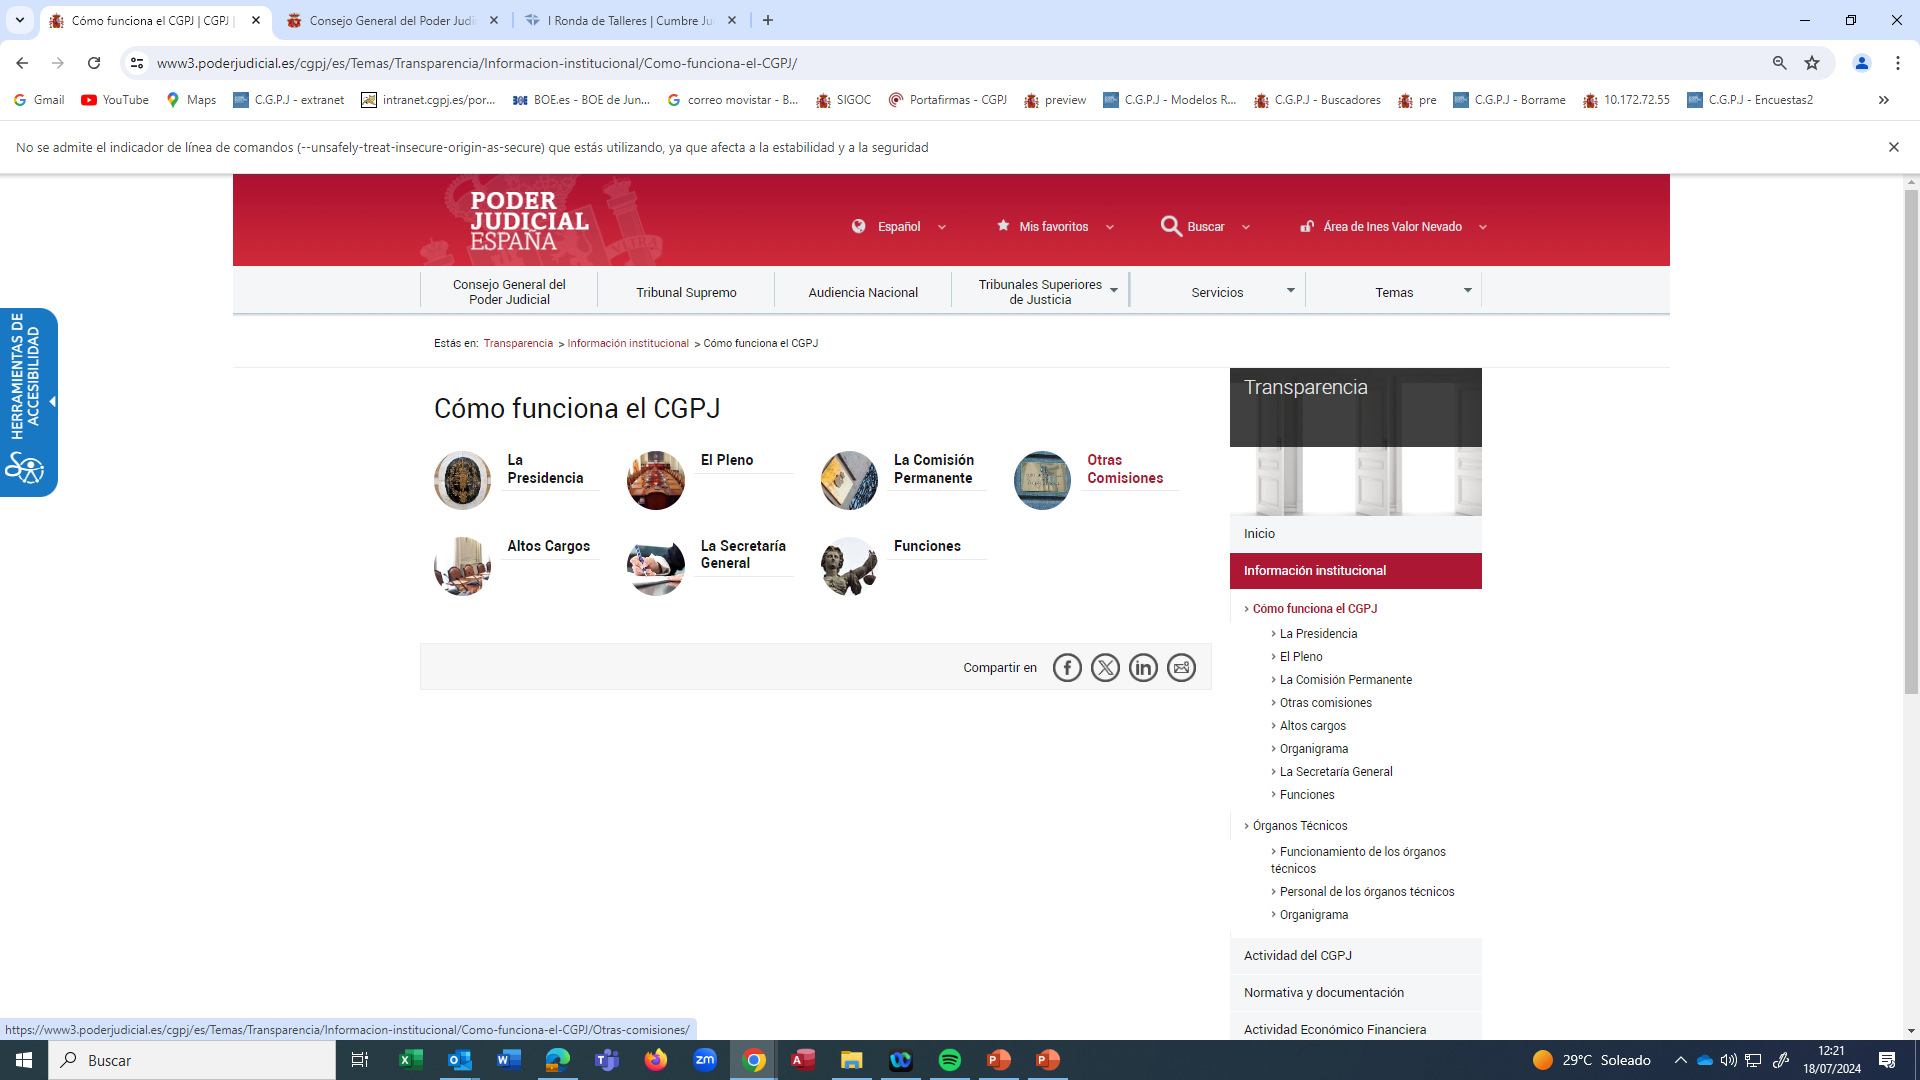 Cómo funciona el CGPJ | CGPJ |
Consejo General del Poder Judi
I Ronda de Talleres | Cumbre Ju
www3.poderjudicial.es/cgpj/es/Temas/Transparencia/Informacion-institucional/Como-funciona-el-CGPJ/
Gmail
YouTube
Maps
C.G.P.J - extranet
intranet.cgpj.es/por...
BOE.es - BOE de Jun...
correo movistar - B...
SIGOC
Portafirmas - CGPJ
preview
C.G.P.J - Modelos R...
C.G.P.J - Buscadores
pre
C.G.P.J - Borrame
10.172.72.55
C.G.P.J - Encuestas2
No se admite el indicador de línea de comandos (--unsafely-treat-insecure-origin-as-secure) que estás utilizando, ya que afecta a la estabilidad y a la seguridad
PODER
JUDICIAL
ESPAÑA
Español
Mis favoritos
Buscar
Área de Ines Valor Nevado
Consejo General del
Poder Judicial
Tribunal Supremo
Audiencia Nacional
Tribunales Superiores
de Justicia
Servicios
Temas
HERRAMIENTAS DE
ACCESIBILIDAD
Estás en: Transparencia > Información institucional > Cómo funciona el CGPJ
Cómo funciona el CGPJ
La
Presidencia
El Pleno
La Comisión
Permanente
Otras
Comisiones
Altos Cargos
La Secretaría
General
Funciones
Compartir en
Transparencia
Inicio
Información institucional
› Cómo funciona el CGPJ
› La Presidencia
› El Pleno
› La Comisión Permanente
› Otras comisiones
› Altos cargos
› Organigrama
› La Secretaría General
› Funciones
› Órganos Técnicos
› Funcionamiento de los órganos
técnicos
› Personal de los órganos técnicos
› Organigrama
Actividad del CGPJ
Normativa y documentación
Actividad Económico Financiera
https://www3.poderjudicial.es/cgpj/es/Temas/Transparencia/Informacion-institucional/Como-funciona-el-CGPJ/Otras-comisiones/
Buscar
29°C Soleado
12:21
18/07/2024